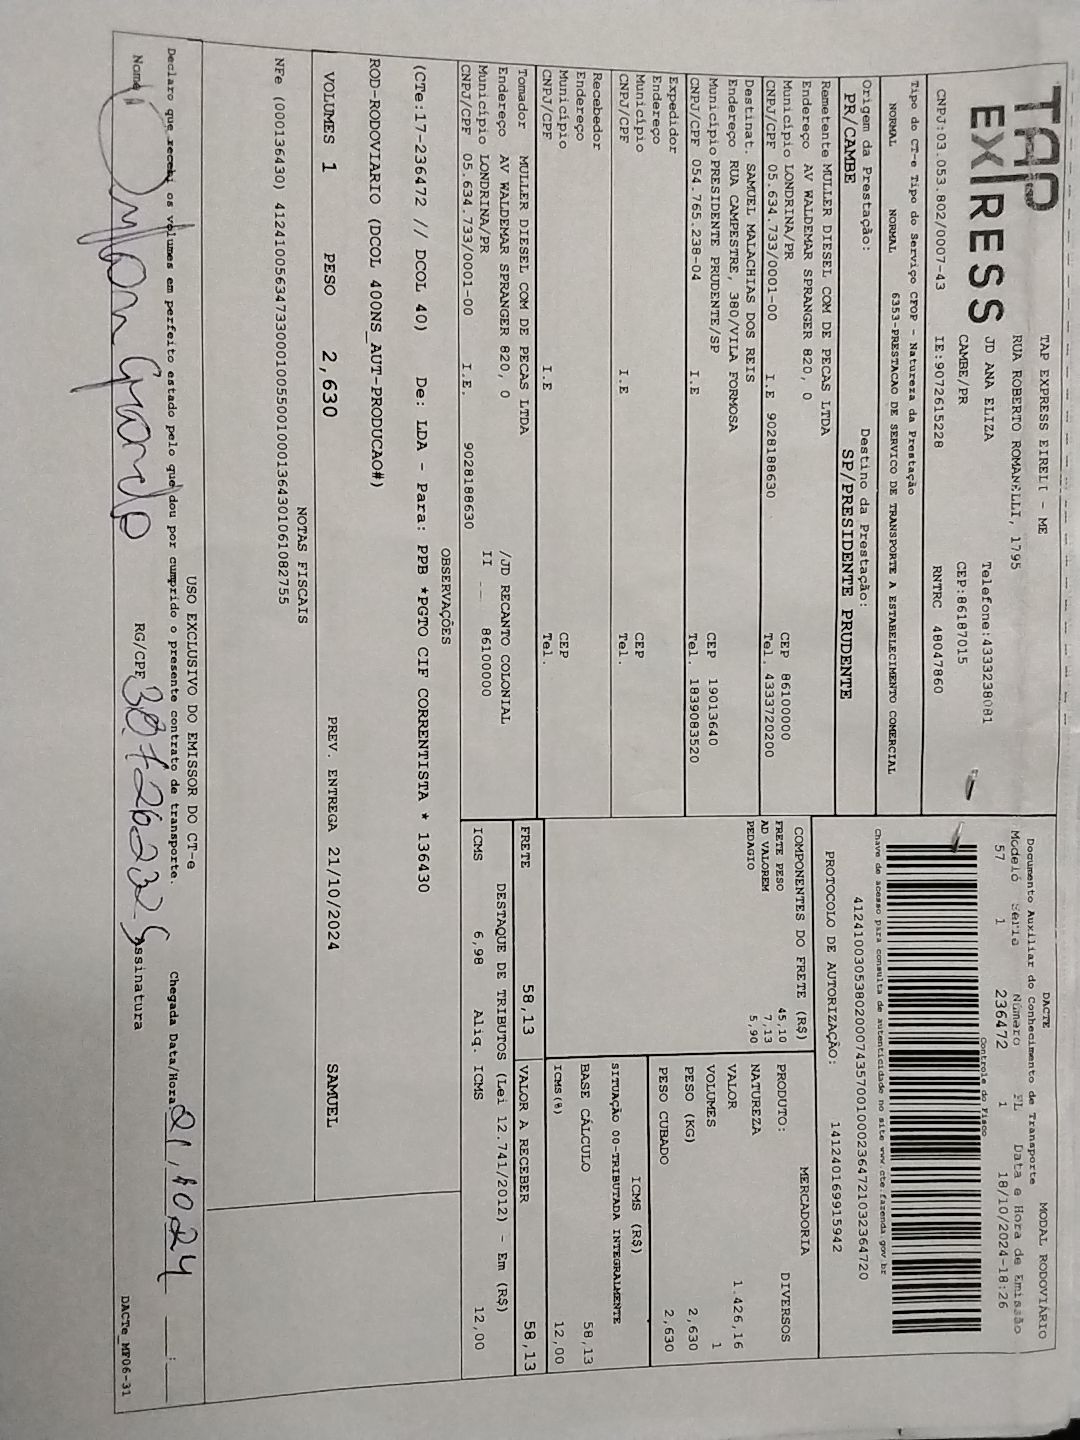 TAP
EXPRESS
TAP EXPRESS EIRELI - ME
RUA ROBERTO ROMANELLI, 1795
JD ANA ELIZA Telefone:4333238081
CAMBE/PR CEP:86187015
CNPJ:03.053.802/0007-43 IE:9072615228 RNTRC 48047860
Tipo do CT-e Tipo do Serviço CFOP - Natureza da Prestação
NORMAL NORMAL 6353-PRESTACAO DE SERVICO DE TRANSPORTE A ESTABELECIMENTO COMERCIAL
Origem da Prestação: Destino da Prestação:
PR/CAMBE SP/PRESIDENTE PRUDENTE
DACTE MODAL RODOVIÁRIO
Documento Auxiliar do Conhecimento de Transporte
Modelo Série Número FL Data e Hora de Emissão
57 1 236472 1 18/10/2024-18:26
Controle do Fisco
Chave de acesso para consulta de autenticidade no site www.cte.fazenda.gov.br
41241003053802000743570010002364721032364720
PROTOCOLO DE AUTORIZAÇÃO: 141240169915942
Remetente MULLER DIESEL COM DE PECAS LTDA
Endereço AV WALDEMAR SPRANGER 820, 0
Município LONDRINA/PR CEP 86100000
CNPJ/CPF 05.634.733/0001-00 I.E 9028188630 Tel. 4333720200
Destinat. SAMUEL MALACHIAS DOS REIS
Endereço RUA CAMPESTRE, 380/VILA FORMOSA
Município PRESIDENTE PRUDENTE/SP CEP 19013640
CNPJ/CPF 054.765.238-04 I.E Tel. 1839083520
Expedidor
Endereço
Município CEP
CNPJ/CPF I.E Tel.
Recebedor
Endereço
Município CEP
CNPJ/CPF I.E Tel.
Tomador MULLER DIESEL COM DE PECAS LTDA
Endereço AV WALDEMAR SPRANGER 820, 0 /JD RECANTO COLONIAL
Município LONDRINA/PR II 86100000
CNPJ/CPF 05.634.733/0001-00 I.E. 9028188630
COMPONENTES DO FRETE (R$)
FRETE PESO 45,10
AD VALOREM 7,13
PEDAGIO 5,90
FRETE 58,13
MERCADORIA
PRODUTO: DIVERSOS
NATUREZA
VALOR 1.426,16
VOLUMES 1
PESO (KG) 2,630
PESO CUBADO 2,630
ICMS (R$)
SITUAÇÃO 00-TRIBUTADA INTEGRALMENTE
BASE CÁLCULO 58,13
ICMS(%) 12,00
VALOR A RECEBER 58,13
DESTAQUE DE TRIBUTOS (Lei 12.741/2012) - Em (R$)
ICMS 6,98 Aliq. ICMS 12,00
OBSERVAÇÕES
(CTe:17-236472 // DCOL 40) De: LDA - Para: PPB *PGTO CIF CORRENTISTA * 136430
ROD-RODOVIARIO (DCOL 400NS_AUT-PRODUCAO#)
VOLUMES 1 PESO 2,630 PREV. ENTREGA 21/10/2024 SAMUEL
NOTAS FISCAIS
NFe (000136430) 41241005634733000100550010001364301061082755
USO EXCLUSIVO DO EMISSOR DO CT-e
Declaro que recebi os volumes em perfeito estado pelo que dou por cumprido o presente contrato de transporte. Chegada Data/Hora 21.10 24 __:__
Nome RG/CPF Assinatura
DACTe_MF06-31